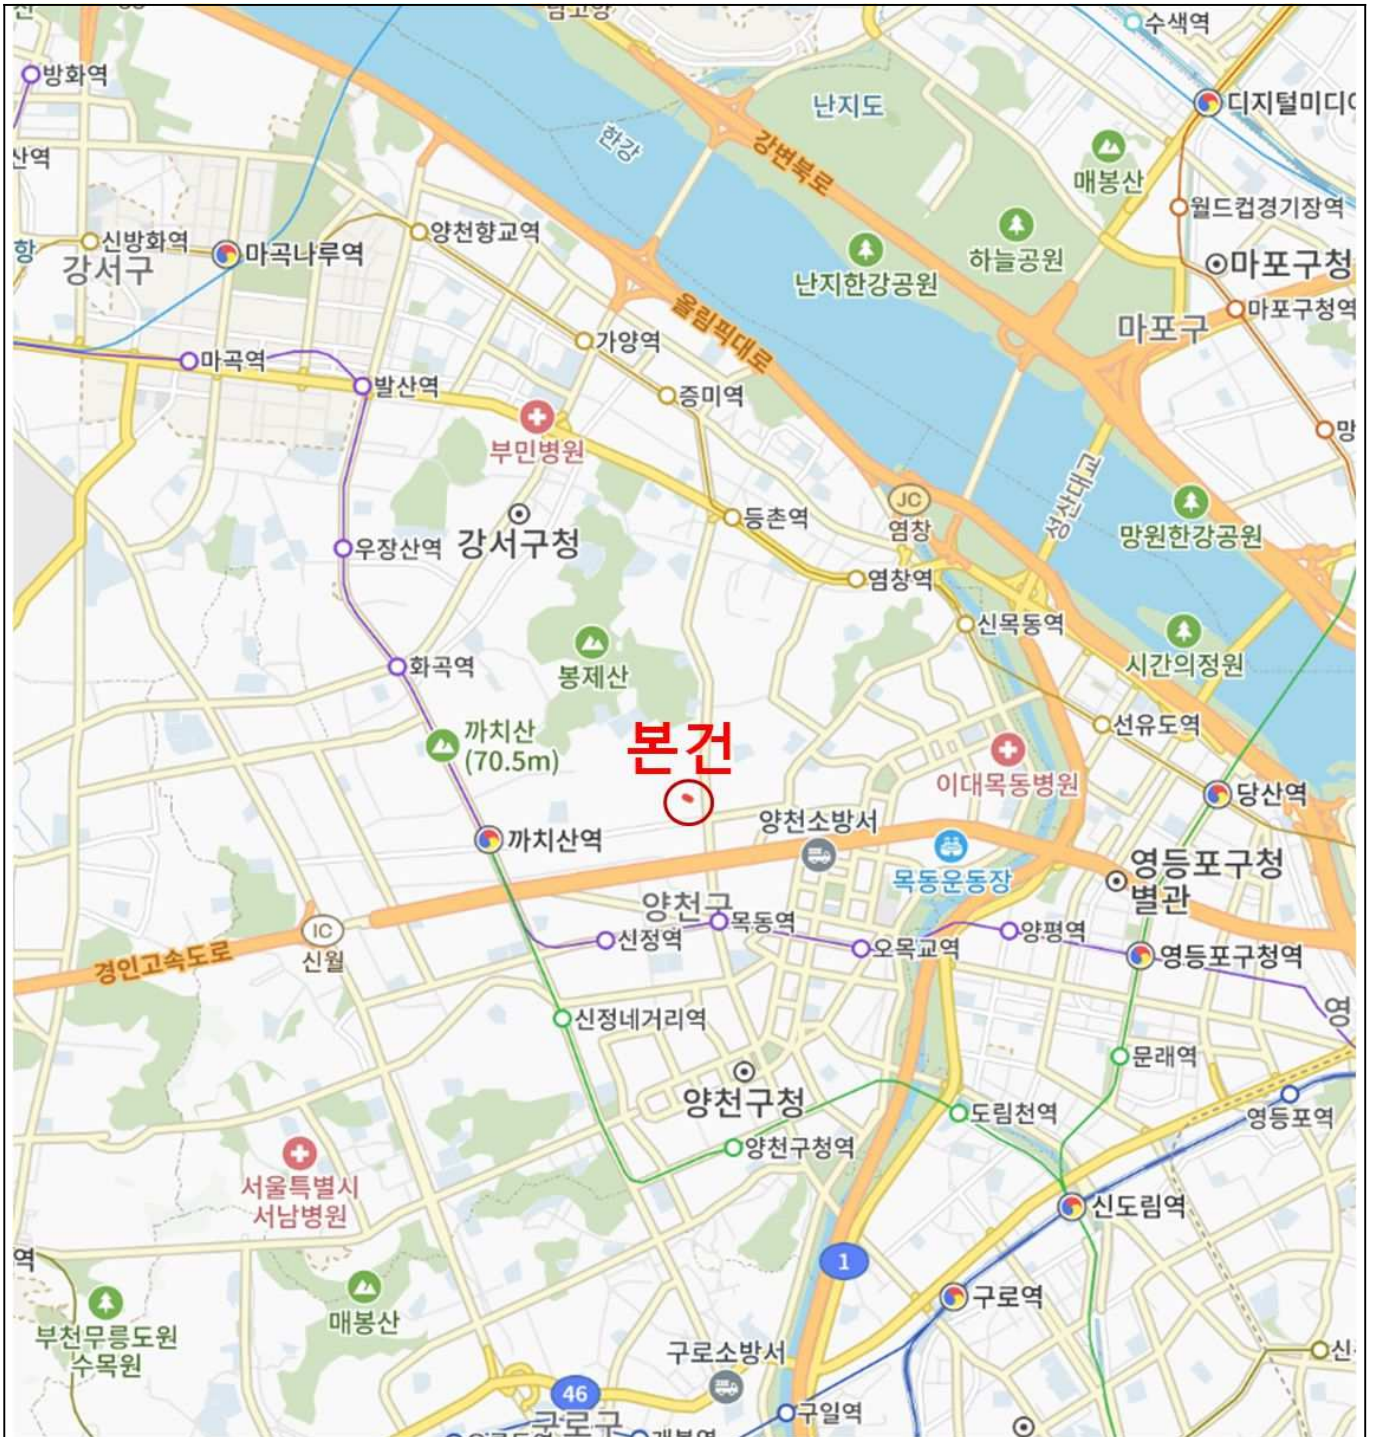 방화역
수색역
디지털미디어
난지도
한강
강변북로
매봉산
산역
월드컵경기장역
신방화역
항
강서구
마곡나루역
양천향교역
하늘공원
난지한강공원
마포구청
마포구청역
마포구
올림픽대로
가양역
마곡역
발산역
증미역
망
부민병원
JC
염창
등촌역
성산대교
망원한강공원
강서구청
우장산역
염창역
신목동역
화곡역
봉제산
시간의정원
까치산
(70.5m)
본건
선유도역
이대목동병원
당산역
양천소방서
까치산역
목동운동장
영등포구청
별관
양천구
목동역
신정역
오목교역
양평역
영등포구청역
IC
신월
경인고속도로
영
신정네거리역
문래역
양천구청
도림천역
영등포역
양천구청역
서울특별시
서남병원
신도림역
역
1
구로역
매봉산
부천무릉도원
수목원
구로소방서
신
46
구로구
구일역